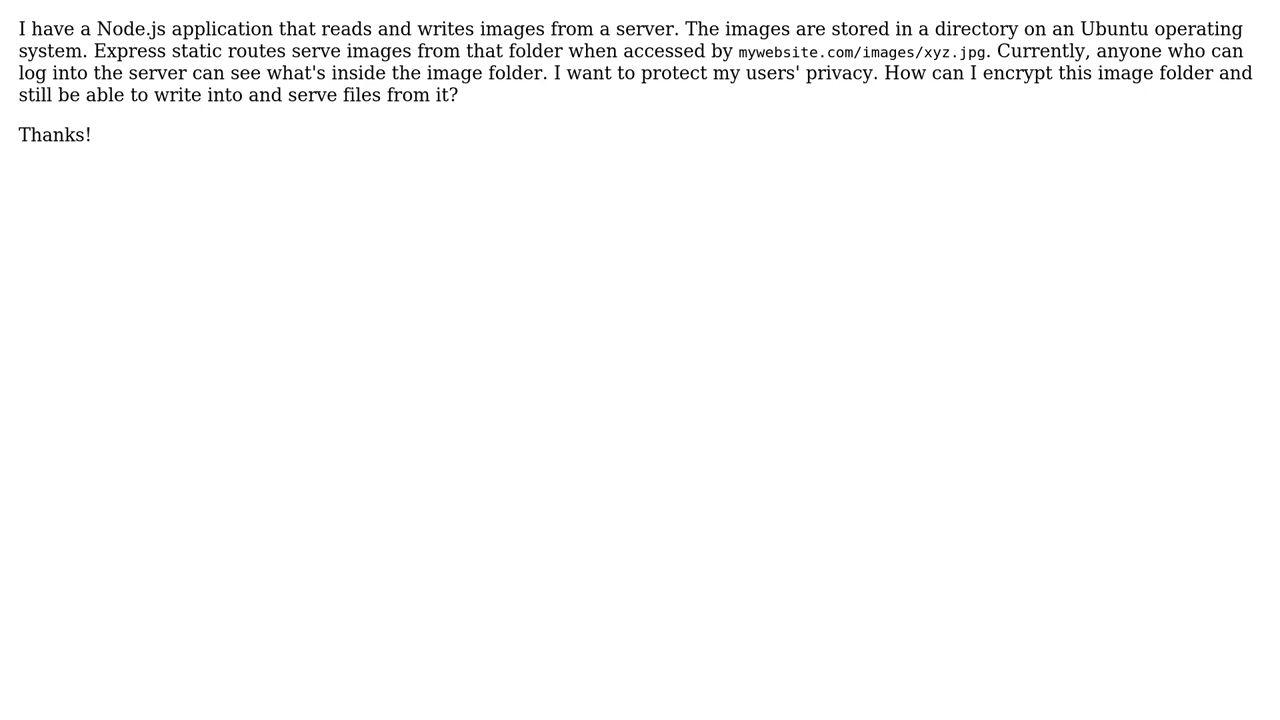 I have a Node.js application that reads and writes images from a server. The images are stored in a directory on an Ubuntu operating
system. Express static routes serve images from that folder when accessed by mywebsite.com/images/xyz.jpg. Currently, anyone who can
log into the server can see what's inside the image folder. I want to protect my users' privacy. How can I encrypt this image folder and
still be able to write into and serve files from it?
Thanks!